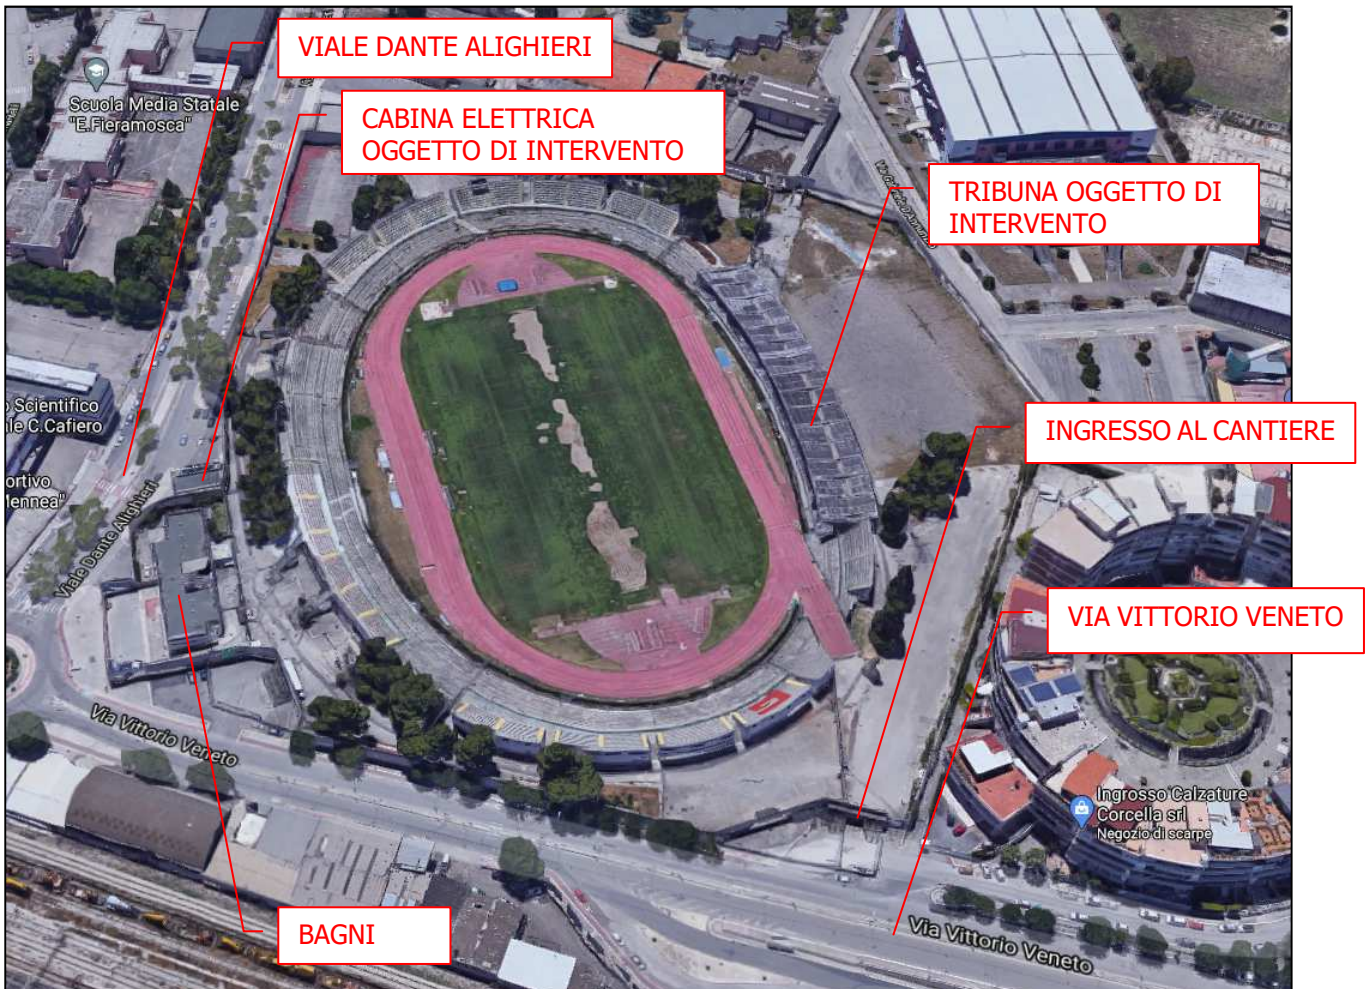 VIALE DANTE ALIGHIERI
Scuola Media Statale
"E.Fieramosca"
CABINA ELETTRICA
OGGETTO DI INTERVENTO
TRIBUNA OGGETTO DI
INTERVENTO
o Scientifico
le C.Cafiero
INGRESSO AL CANTIERE
ortivo
Mennea"
Viale Dante Alighieri
VIA VITTORIO VENETO
Via Vittorio Veneto
Ingrosso Calzature
Corcella srl
Negozio di scarpe
BAGNI
Via Vittorio Veneto